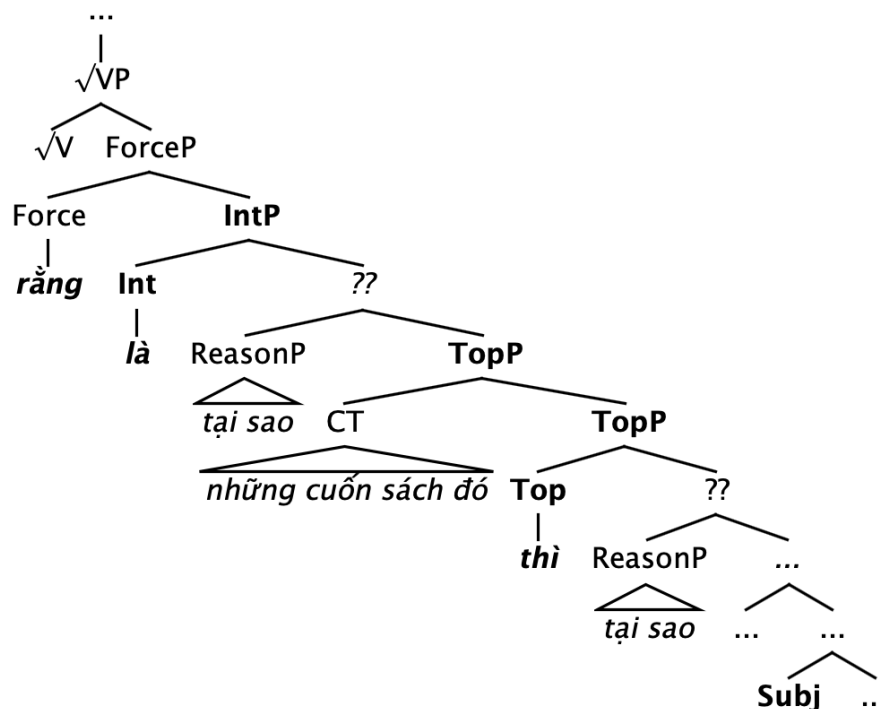 ...
√VP
√V ForceP
Force IntP
rằng Int ??
là ReasonP TopP
tại sao CT TopP
những cuốn sách đó Top ??
thì ReasonP ...
tại sao ... ...
Subj ..